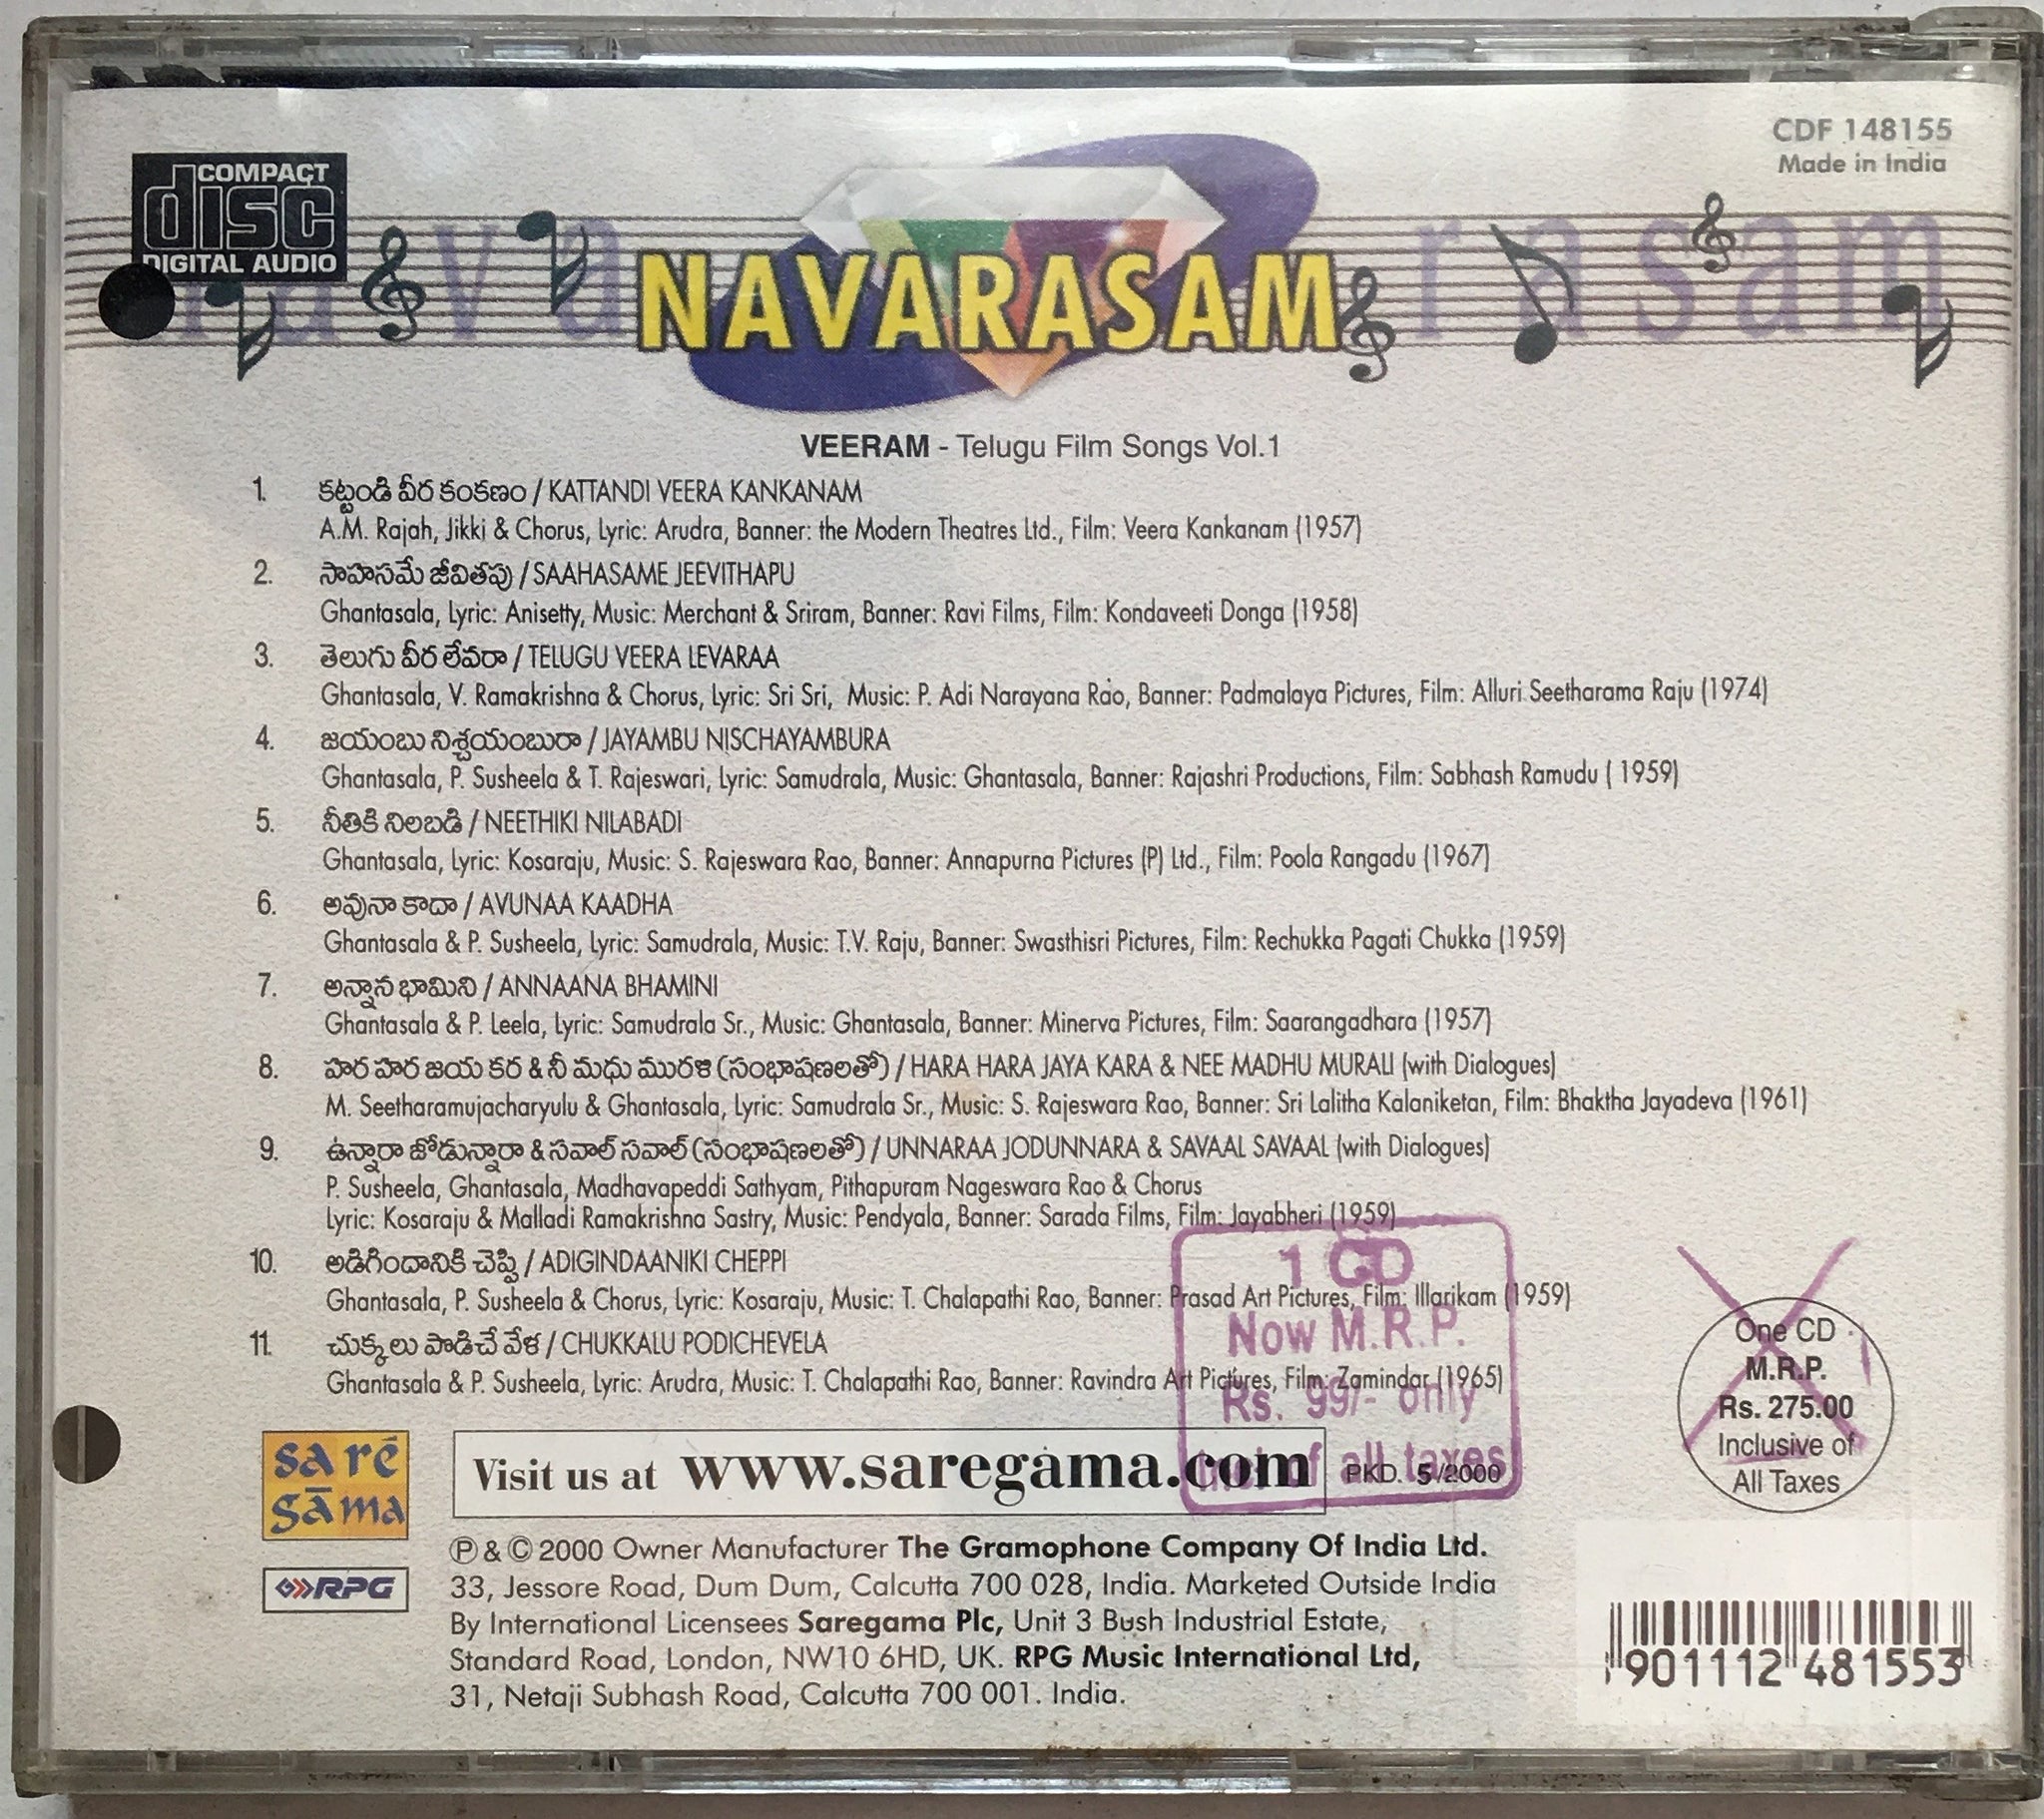 CDF 148155
Made in India
COMPACT
disc
DIGITAL AUDIO
nava rasam
NAVARASAM
VEERAM - Telugu Film Songs Vol.1
1. కట్టండి వీర కంకణం / KATTANDI VEERA KANKANAM
A.M. Rajah, Jikki & Chorus, Lyric: Arudra, Banner: the Modern Theatres Ltd., Film: Veera Kankanam (1957)
2. సాహసమే జీవితపు / SAAHASAME JEEVITHAPU
Ghantasala, Lyric: Anisetty, Music: Merchant & Sriram, Banner: Ravi Films, Film: Kondaveeti Donga (1958)
3. తెలుగు వీర లేవరా / TELUGU VEERA LEVARAA
Ghantasala, V. Ramakrishna & Chorus, Lyric: Sri Sri, Music: P. Adi Narayana Rao, Banner: Padmalaya Pictures, Film: Alluri Seetharama Raju (1974)
4. జయంబు నిశ్చయంబురా / JAYAMBU NISCHAYAMBURA
Ghantasala, P. Susheela & T. Rajeswari, Lyric: Samudrala, Music: Ghantasala, Banner: Rajashri Productions, Film: Sabhash Ramudu ( 1959)
5. నీతికి నిలబడి / NEETHIKI NILABADI
Ghantasala, Lyric: Kosaraju, Music: S. Rajeswara Rao, Banner: Annapurna Pictures (P) Ltd., Film: Poola Rangadu (1967)
6. అవునా కాదా / AVUNAA KAADHA
Ghantasala & P. Susheela, Lyric: Samudrala, Music: T.V. Raju, Banner: Swasthisri Pictures, Film: Rechukka Pagati Chukka (1959)
7. అన్నాన భామిని / ANNAANA BHAMINI
Ghantasala & P. Leela, Lyric: Samudrala Sr., Music: Ghantasala, Banner: Minerva Pictures, Film: Saarangadhara (1957)
8. హర హర జయ కర & నీ మధు మురళి (సంభాషణలతో) / HARA HARA JAYA KARA & NEE MADHU MURALI (with Dialogues)
M. Seetharamujacharyulu & Ghantasala, Lyric: Samudrala Sr., Music: S. Rajeswara Rao, Banner: Sri Lalitha Kalaniketan, Film: Bhaktha Jayadeva (1961)
9. ఉన్నారా జోడున్నారా & సవాల్ సవాల్ (సంభాషణలతో) / UNNARAA JODUNNARA & SAVAAL SAVAAL (with Dialogues)
P. Susheela, Ghantasala, Madhavapeddi Sathyam, Pithapuram Nageswara Rao & Chorus
Lyric: Kosaraju & Malladi Ramakrishna Sastry, Music: Pendyala, Banner: Sarada Films, Film: Jayabheri (1959)
10. అడిగిందానికి చెప్పి / ADIGINDAANIKI CHEPPI
Ghantasala, P. Susheela & Chorus, Lyric: Kosaraju, Music: T. Chalapathi Rao, Banner: Prasad Art Pictures, Film: Illarikam (1959)
11. చుక్కలు పొడిచే వేళ / CHUKKALU PODICHEVELA
Ghantasala & P. Susheela, Lyric: Arudra, Music: T. Chalapathi Rao, Banner: Ravindra Art Pictures, Film: Zamindar (1965)
1 CD
Now M.R.P.
Rs. 99/- only
of all taxes
One CD
M.R.P.
Rs. 275.00
Inclusive of
All Taxes
sa re
gama
Visit us at www.saregama.com
PKD. 5/2000
RPG
Ⓟ & © 2000 Owner Manufacturer The Gramophone Company Of India Ltd.
33, Jessore Road, Dum Dum, Calcutta 700 028, India. Marketed Outside India
By International Licensees Saregama Plc, Unit 3 Bush Industrial Estate,
Standard Road, London, NW10 6HD, UK. RPG Music International Ltd,
31, Netaji Subhash Road, Calcutta 700 001. India.
901112 481553